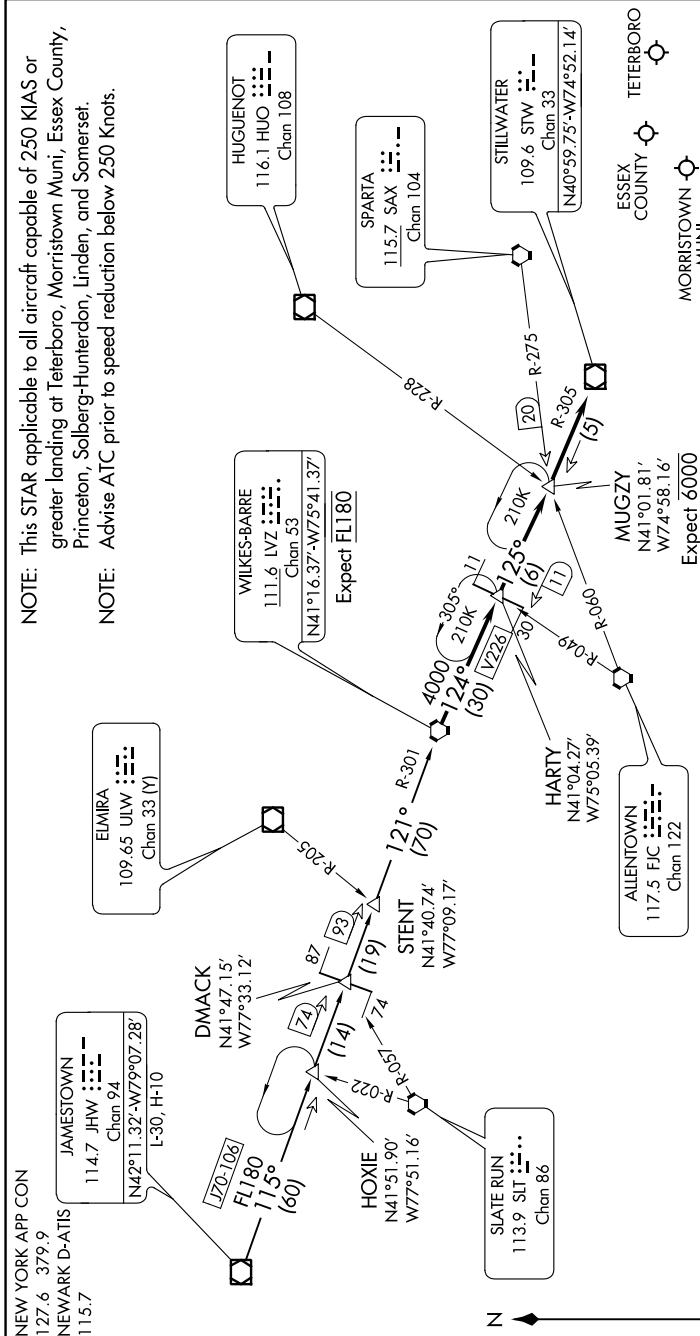 NEW YORK APP CON
127.6 379.9
NEWARK D-ATIS
115.7
NOTE: This STAR applicable to all aircraft capable of 250 KIAS or
greater landing at Teterboro, Morristown Muni, Essex County,
Princeton, Solberg-Hunterdon, Linden, and Somerset.
NOTE: Advise ATC prior to speed reduction below 250 Knots.
JAMESTOWN
114.7 JHW
Chan 94
N42°11.32'-W79°07.28'
L-30, H-10
J70-106
FL180
115°
(60)
HOXIE
N41°51.90'
W77°51.16'
R-022
R-057
SLATE RUN
113.9 SLT
Chan 86
74
(14)
DMACK
N41°47.15'
W77°33.12'
87
74
93
(19)
ELMIRA
109.65 ULW
Chan 33 (Y)
R-205
STENT
N41°40.74'
W77°09.17'
121°
(70)
R-301
WILKES-BARRE
111.6 LVZ
Chan 53
N41°16.37'-W75°41.37'
Expect FL180
4000
124°
(30)
V226
305°
210K
11
30
HARTY
N41°04.27'
W75°05.39'
R-049
R-060
ALLENTOWN
117.5 FJC
Chan 122
125°
(6)
11
210K
MUGZY
N41°01.81'
W74°58.16'
Expect 6000
HUGUENOT
116.1 HUO
Chan 108
R-228
SPARTA
115.7 SAX
Chan 104
R-275
20
R-305
(5)
STILLWATER
109.6 STW
Chan 33
N40°59.75'-W74°52.14'
ESSEX
COUNTY
TETERBORO
MORRISTOWN
MUNI
N